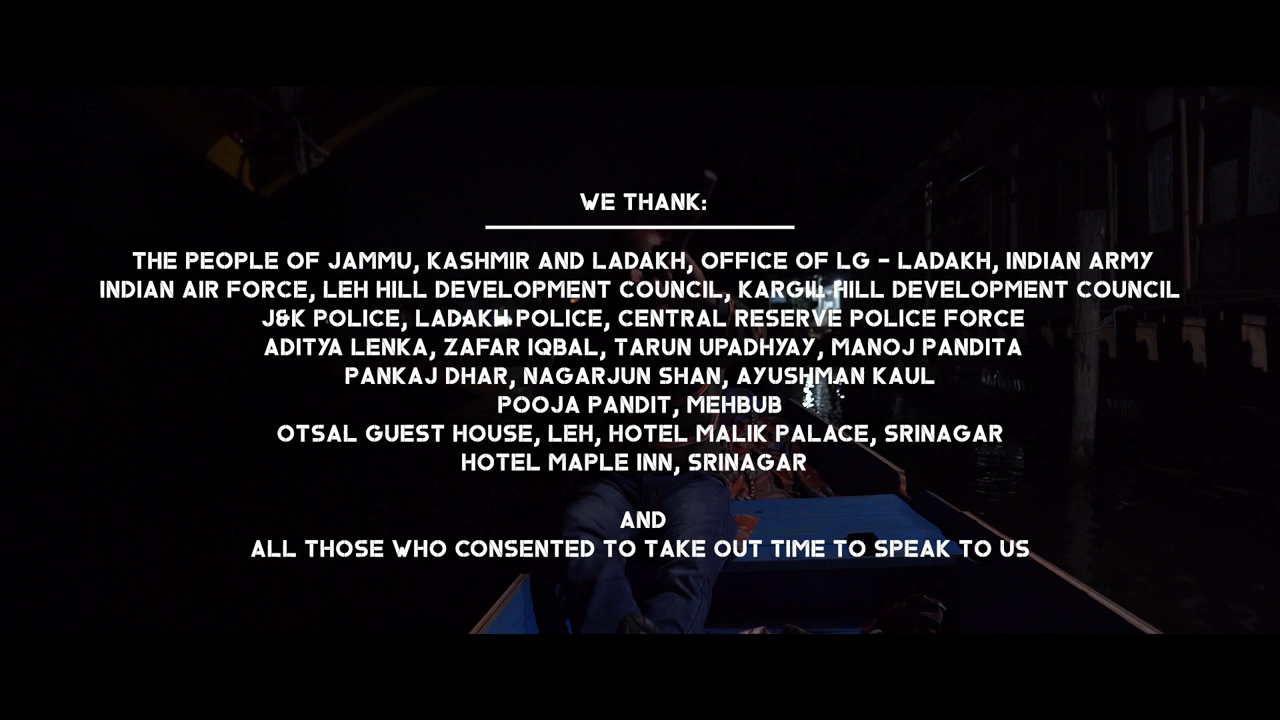 WE THANK:
THE PEOPLE OF JAMMU, KASHMIR AND LADAKH, OFFICE OF LG - LADAKH, INDIAN ARMY
INDIAN AIR FORCE, LEH HILL DEVELOPMENT COUNCIL, KARGIL HILL DEVELOPMENT COUNCIL
J&K POLICE, LADAKH POLICE, CENTRAL RESERVE POLICE FORCE
ADITYA LENKA, ZAFAR IQBAL, TARUN UPADHYAY, MANOJ PANDITA
PANKAJ DHAR, NAGARJUN SHAN, AYUSHMAN KAUL
POOJA PANDIT, MEHBUB
OTSAL GUEST HOUSE, LEH, HOTEL MALIK PALACE, SRINAGAR
HOTEL MAPLE INN, SRINAGAR
AND
ALL THOSE WHO CONSENTED TO TAKE OUT TIME TO SPEAK TO US